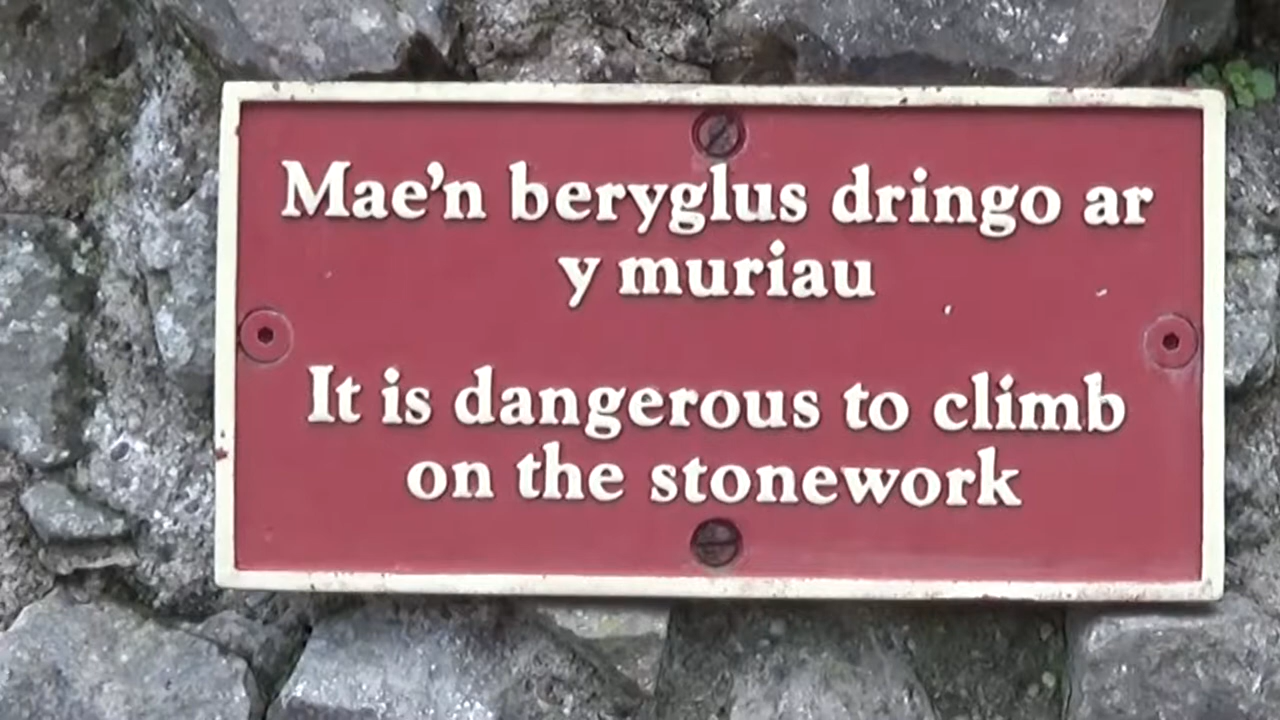 Mae’n beryglus dringo ar
y muriau
It is dangerous to climb
on the stonework